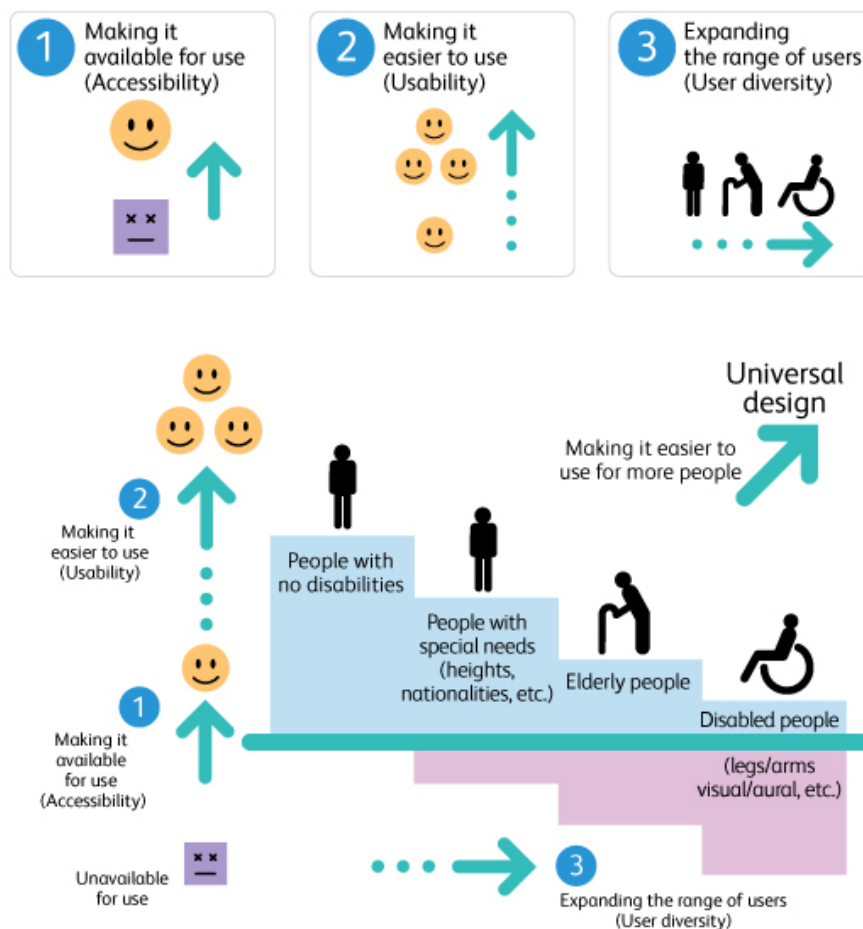 1
Making it
available for use
(Accessibility)
2
Making it
easier to use
(Usability)
3
Expanding
the range of users
(User diversity)
Universal
design
Making it easier to
use for more people
2
Making it
easier to use
(Usability)
People with
no disabilities
People with
special needs
(heights,
nationalities, etc.)
Elderly people
Disabled people
(legs/arms
visual/aural, etc.)
1
Making it
available
for use
(Accessibility)
Unavailable
for use
3
Expanding the range of users
(User diversity)